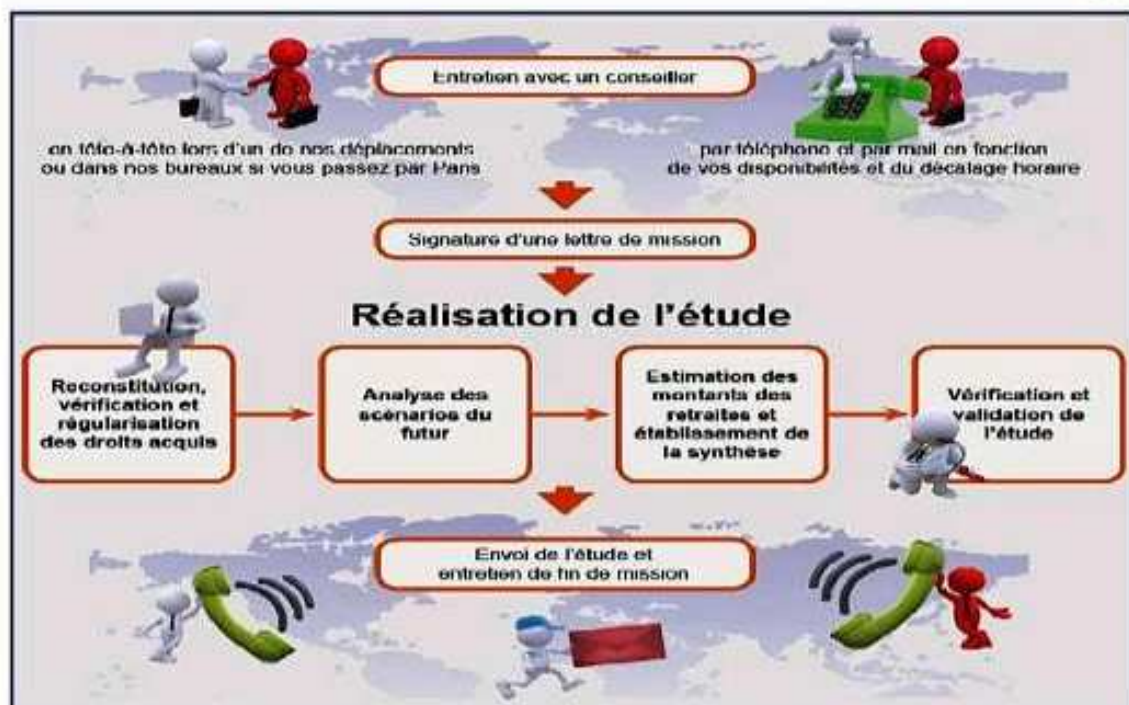 Entretien avec un conseiller
en tête-à-tête lors d'un de nos déplacements
ou dans nos bureaux si vous passez par Paris
par téléphone et par mail en fonction
de vos disponibilités et du décalage horaire
Signature d'une lettre de mission
Réalisation de l'étude
Reconstitution,
vérification et
régularisation
des droits acquis
Analyse des
scénarios du
futur
Estimation des
montants des
retraites et
établissement de
la synthèse
Vérification et
validation de
l'étude
Envoi de l'étude et
entretien de fin de mission